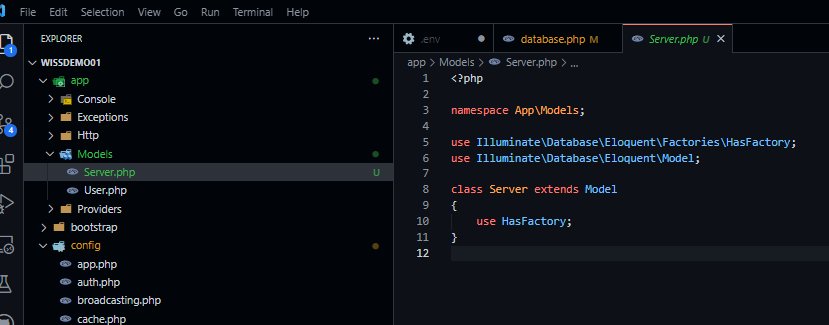 File Edit Selection View Go Run Terminal Help
EXPLORER ...
.env
database.php M
Server.php U
WISSDEMO01
app
Console
Exceptions
Http
Models
Server.php U
User.php
Providers
bootstrap
config
app.php
auth.php
broadcasting.php
cache.php
1
4
app > Models > Server.php > ...
1 <?php
2
3 namespace App\Models;
4
5 use Illuminate\Database\Eloquent\Factories\HasFactory;
6 use Illuminate\Database\Eloquent\Model;
7
8 class Server extends Model
9 {
10 use HasFactory;
11 }
12